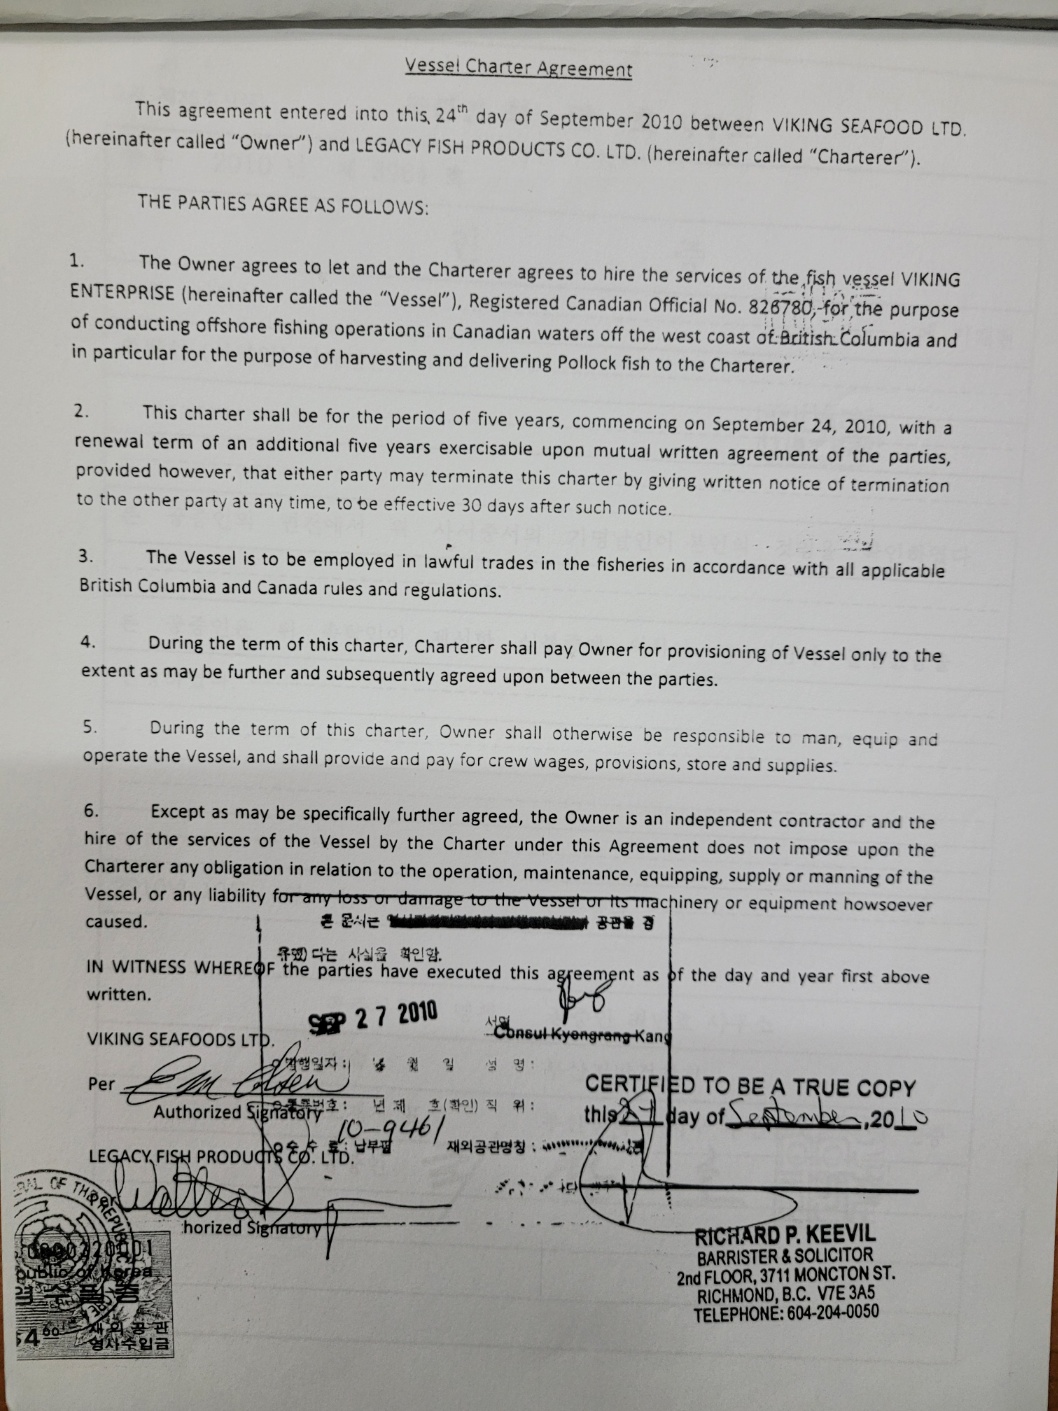 Vessel Charter Agreement
This agreement entered into this, 24th day of September 2010 between VIKING SEAFOOD LTD.
(hereinafter called "Owner") and LEGACY FISH PRODUCTS CO. LTD. (hereinafter called "Charterer").
THE PARTIES AGREE AS FOLLOWS:
1. The Owner agrees to let and the Charterer agrees to hire the services of the fish vessel VIKING
ENTERPRISE (hereinafter called the "Vessel"), Registered Canadian Official No. 826780, for the purpose
of conducting offshore fishing operations in Canadian waters off the west coast of British Columbia and
in particular for the purpose of harvesting and delivering Pollock fish to the Charterer.
2. This charter shall be for the period of five years, commencing on September 24, 2010, with a
renewal term of an additional five years exercisable upon mutual written agreement of the parties,
provided however, that either party may terminate this charter by giving written notice of termination
to the other party at any time, to be effective 30 days after such notice.
3. The Vessel is to be employed in lawful trades in the fisheries in accordance with all applicable
British Columbia and Canada rules and regulations.
4. During the term of this charter, Charterer shall pay Owner for provisioning of Vessel only to the
extent as may be further and subsequently agreed upon between the parties.
5. During the term of this charter, Owner shall otherwise be responsible to man, equip and
operate the Vessel, and shall provide and pay for crew wages, provisions, store and supplies.
6. Except as may be specifically further agreed, the Owner is an independent contractor and the
hire of the services of the Vessel by the Charter under this Agreement does not impose upon the
Charterer any obligation in relation to the operation, maintenance, equipping, supply or manning of the
Vessel, or any liability for any loss or damage to the Vessel or its machinery or equipment howsoever
caused.
본 문서는 공관을 경
유했다는 사실을 확인함.
IN WITNESS WHEREOF the parties have executed this agreement as of the day and year first above
written.
SEP 27 2010
서명
Consul Kyongrang Kang
VIKING SEAFOODS LTD.
발행일자: 년 월 일 성 명:
Per
Authorized Signatory
번호: 년 제 호(확인) 직 위:
10-9461
수수료: 납부필 재외공관명칭:
CERTIFIED TO BE A TRUE COPY
this 24 day of September, 2010
LEGACY FISH PRODUCTS CO. LTD.
horized Signatory
RICHARD P. KEEVIL
BARRISTER & SOLICITOR
2nd FLOOR, 3711 MONCTON ST.
RICHMOND, B.C. V7E 3A5
TELEPHONE: 604-204-0050
public of Korea
재외공관
영사수입금